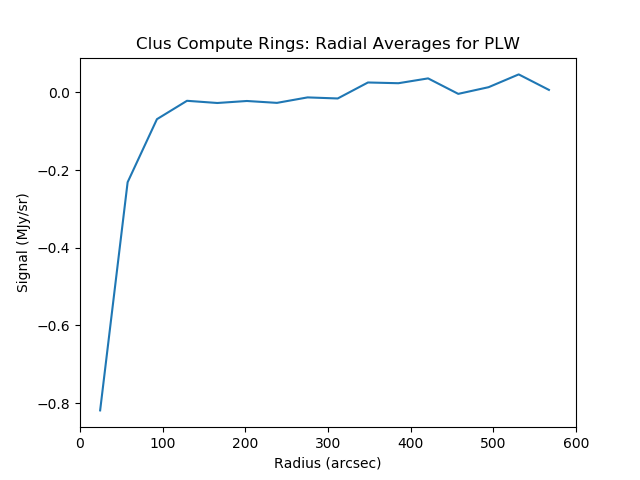 Clus Compute Rings: Radial Averages for PLW
Signal (MJy/sr)
0.0
−0.2
−0.4
−0.6
−0.8
0 100 200 300 400 500 600
Radius (arcsec)